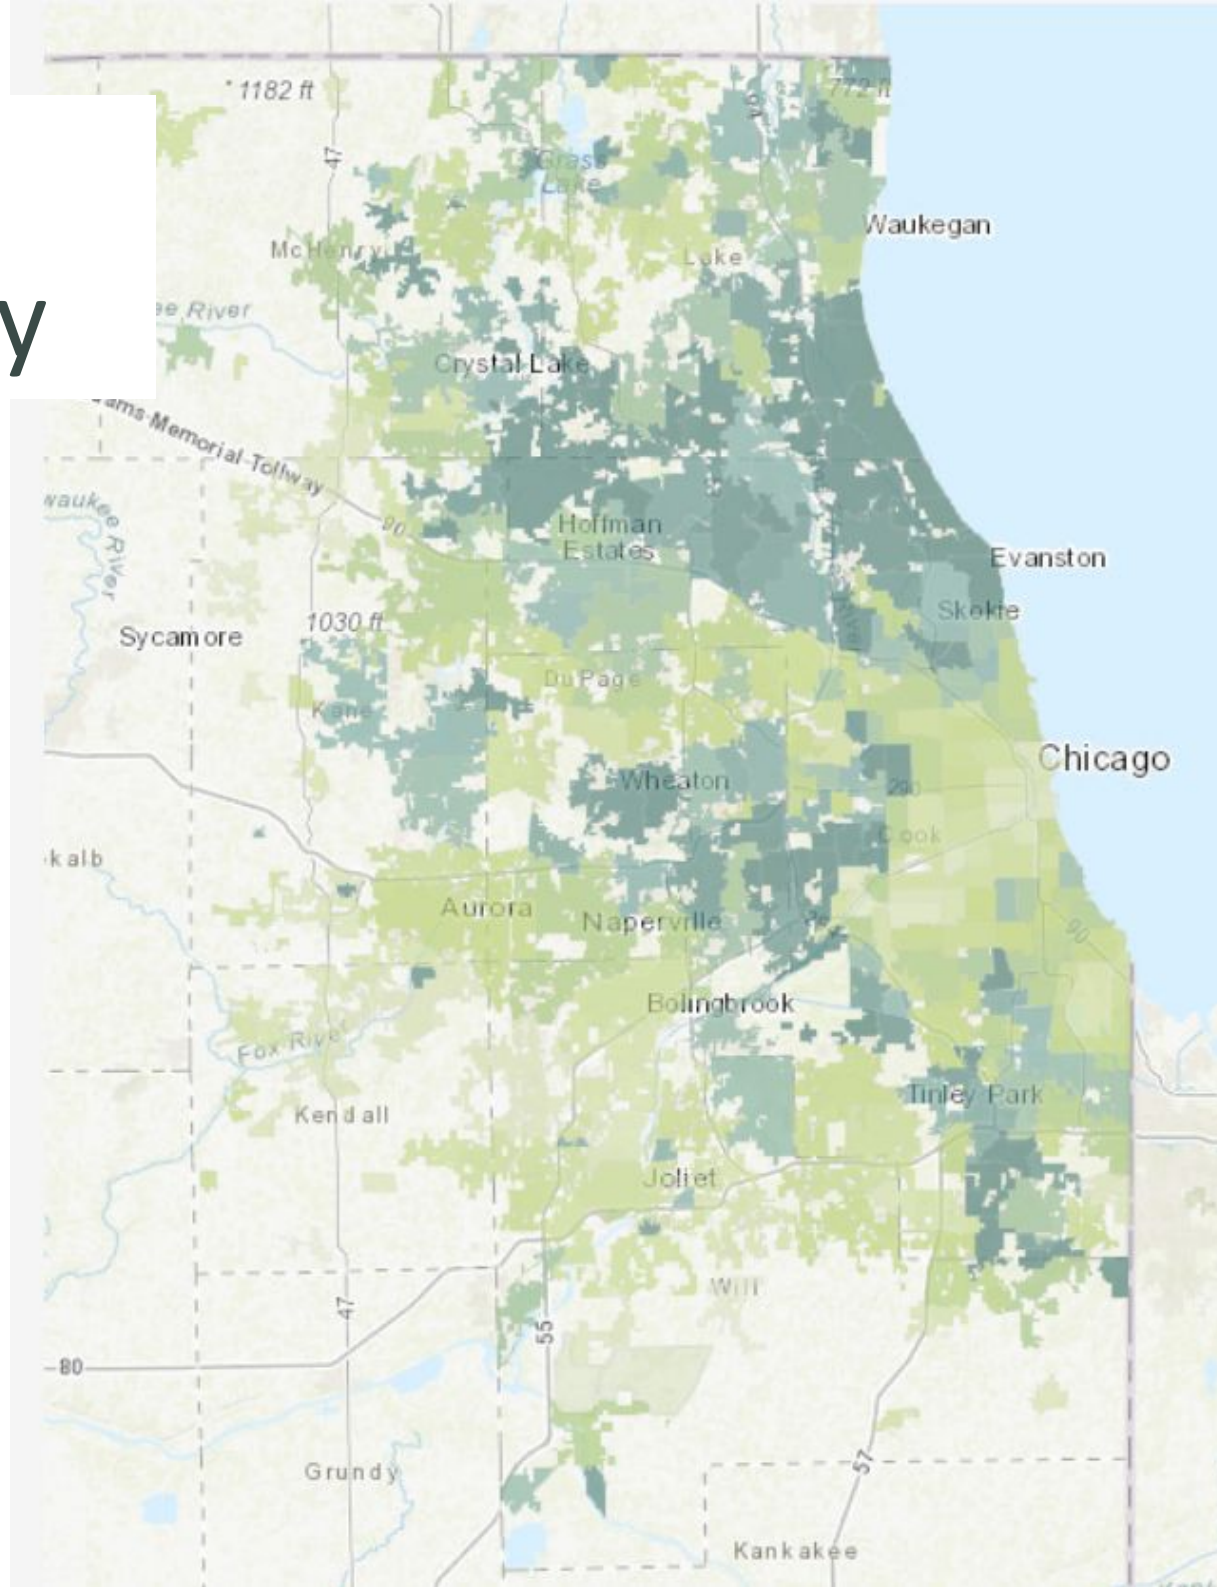 * 1182 ft
772 ft
47
Grass
Lake
Waukegan
McHenry
Lake
ee River
y
Crystal Lake
ams Memorial Tollway
waukee River
90
Hoffman
Estates
Evanston
Skokie
1030 ft
Sycamore
DuPage
Kane
Chicago
Wheaton
290
Cook
kalb
Aurora
Naperville
90
Bolingbrook
Fox River
Tinley Park
Kendall
Joliet
Will
47
55
80
57
Grundy
Kankakee